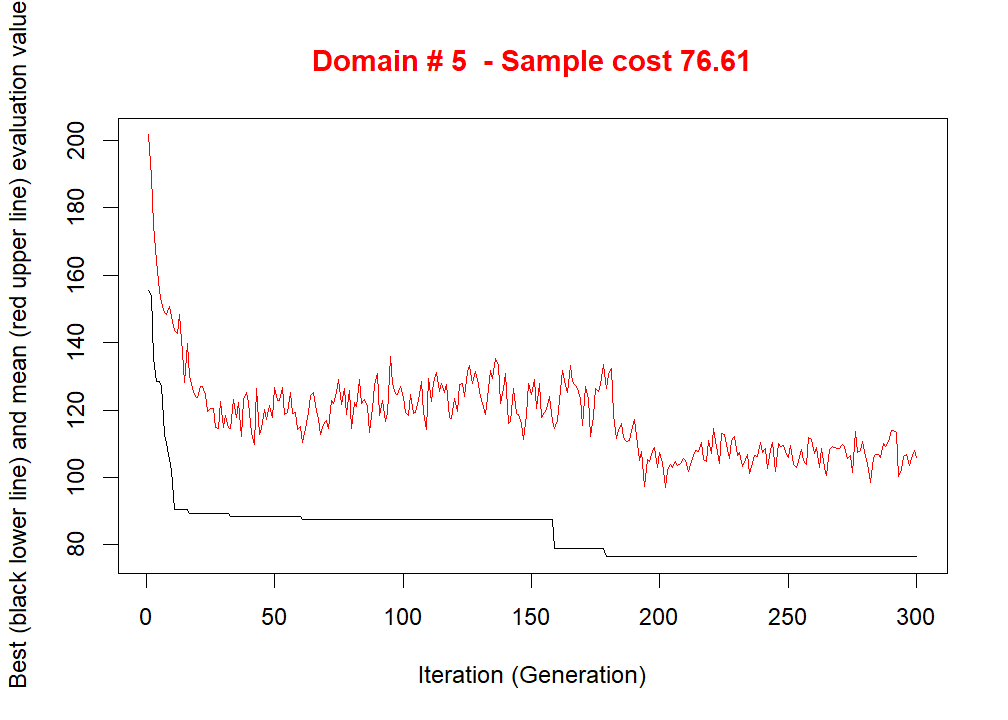 Domain # 5  - Sample cost 76.61
Best (black lower line) and mean (red upper line) evaluation value
200
180
160
140
120
100
80
0 50 100 150 200 250 300
Iteration (Generation)